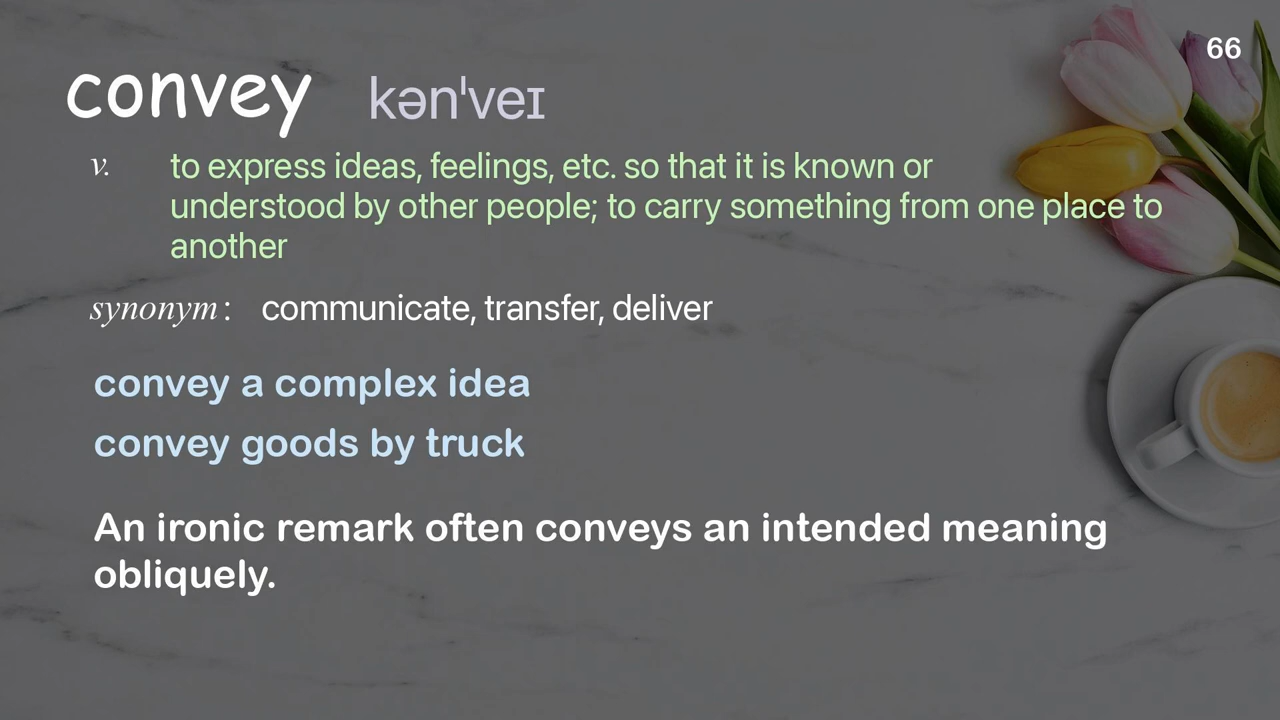 66
convey kənˈveɪ
v. to express ideas, feelings, etc. so that it is known or
understood by other people; to carry something from one place to
another
synonym: communicate, transfer, deliver
convey a complex idea
convey goods by truck
An ironic remark often conveys an intended meaning
obliquely.